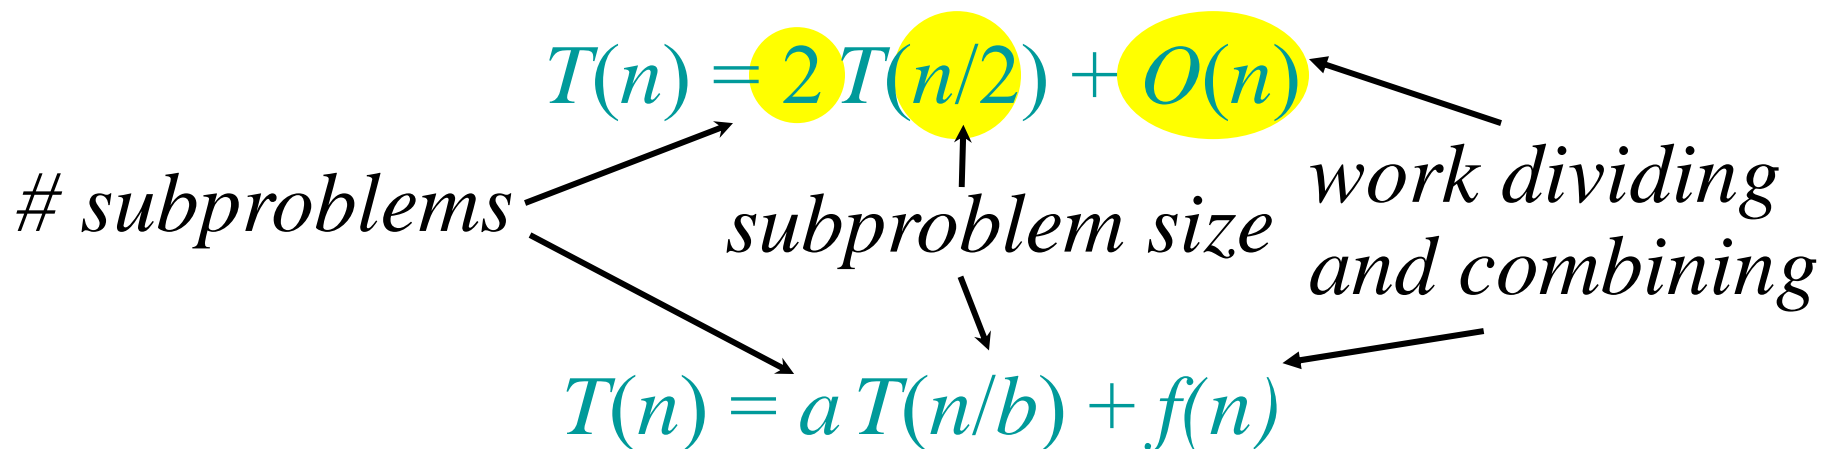 T(n) = 2 T(n/2) + O(n)
# subproblems
subproblem size
work dividing
and combining
T(n) = a T(n/b) + f(n)